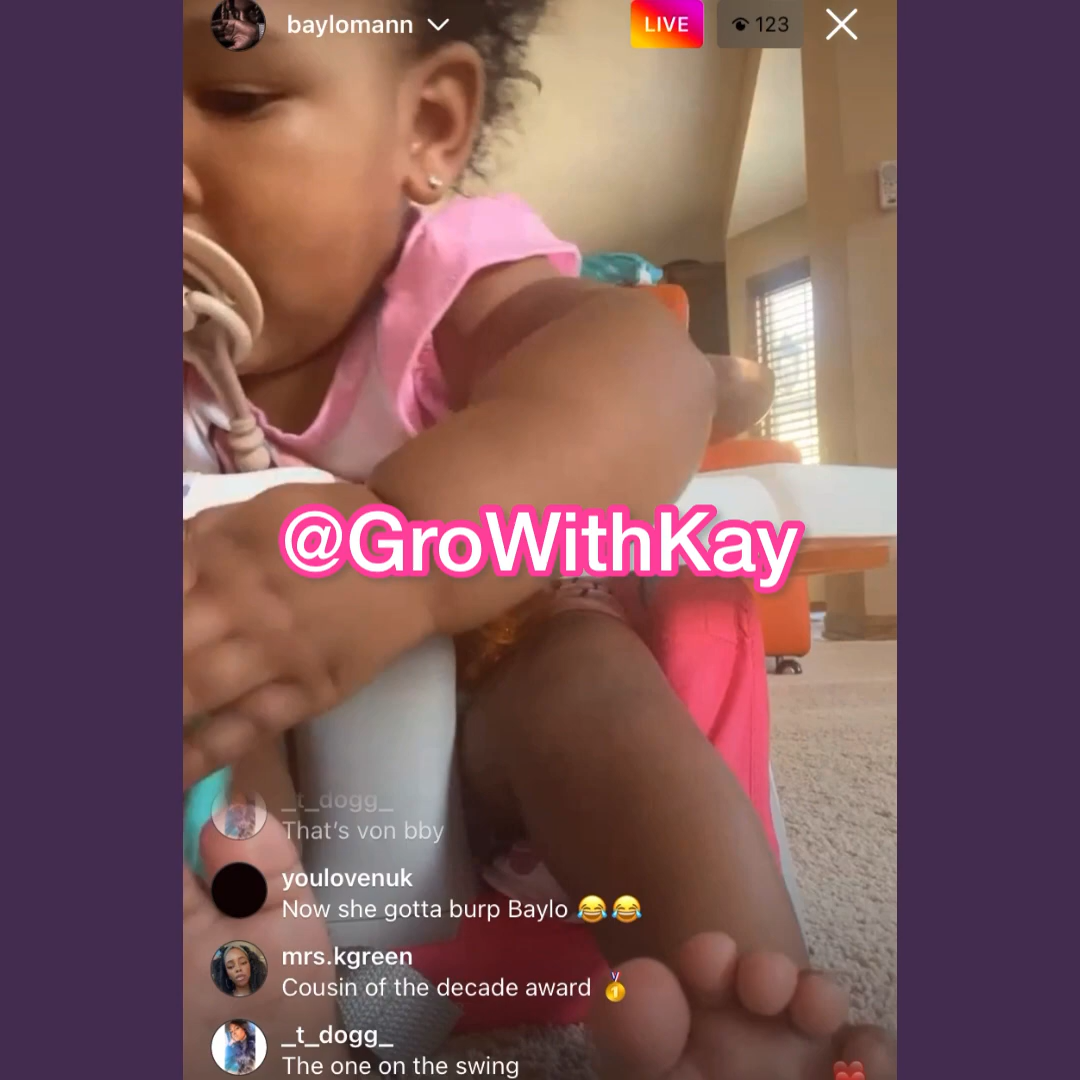 baylomann
LIVE
123
@GroWithKay
_t_dogg_
That's von bby
youlovenuk
Now she gotta burp Baylo 😂😂
mrs.kgreen
Cousin of the decade award 🏅
_t_dogg_
The one on the swing